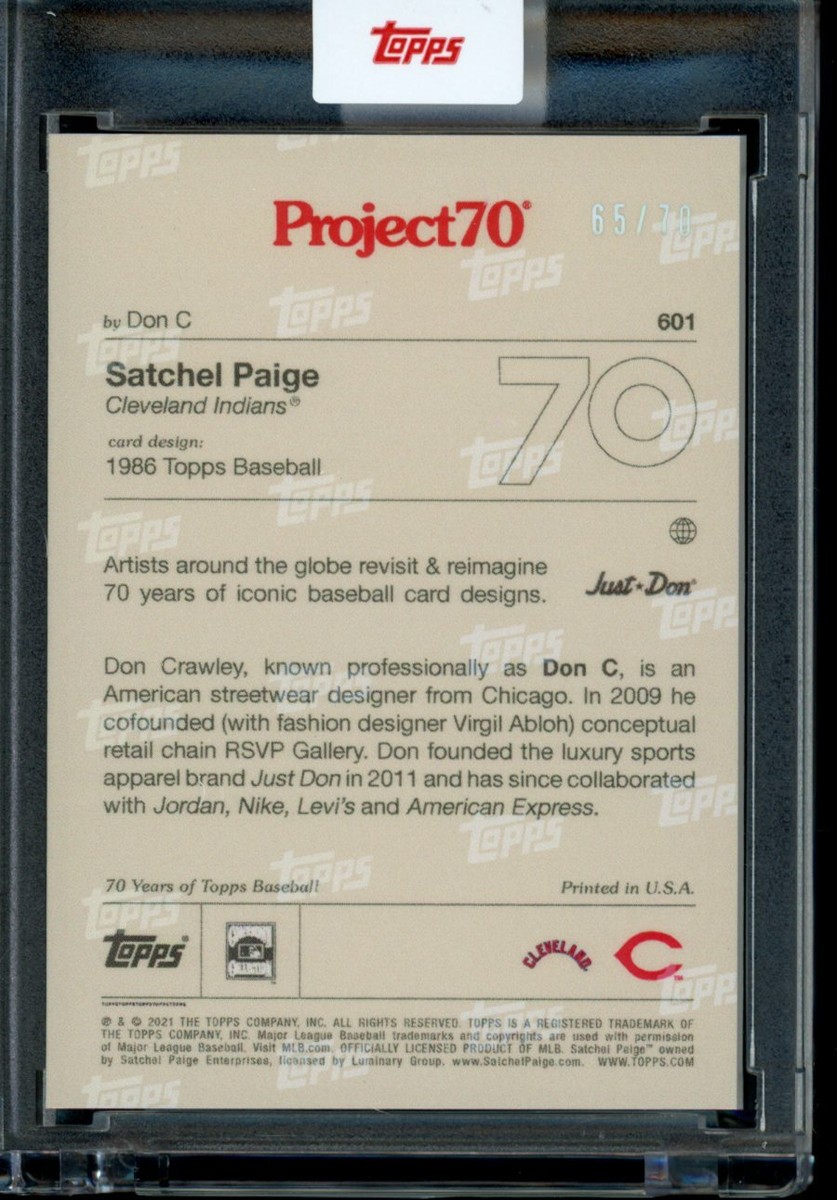 TOPPS
Project70® 65/70
by Don C 601
Satchel Paige
Cleveland Indians®
card design:
1986 Topps Baseball
70
Artists around the globe revisit & reimagine
70 years of iconic baseball card designs.
Just★Don®
Don Crawley, known professionally as Don C, is an
American streetwear designer from Chicago. In 2009 he
cofounded (with fashion designer Virgil Abloh) conceptual
retail chain RSVP Gallery. Don founded the luxury sports
apparel brand Just Don in 2011 and has since collaborated
with Jordan, Nike, Levi's and American Express.
70 Years of Topps Baseball Printed in U.S.A.
TOPPS® CLEVELAND C™
℗ & © 2021 THE TOPPS COMPANY, INC. ALL RIGHTS RESERVED. TOPPS IS A REGISTERED TRADEMARK OF
THE TOPPS COMPANY, INC. Major League Baseball trademarks and copyrights are used with permission
of Major League Baseball. Visit MLB.com. OFFICIALLY LICENSED PRODUCT OF MLB. Satchel Paige™ owned
by Satchel Paige Enterprises, licensed by Luminary Group. www.SatchelPaige.com. WWW.TOPPS.COM